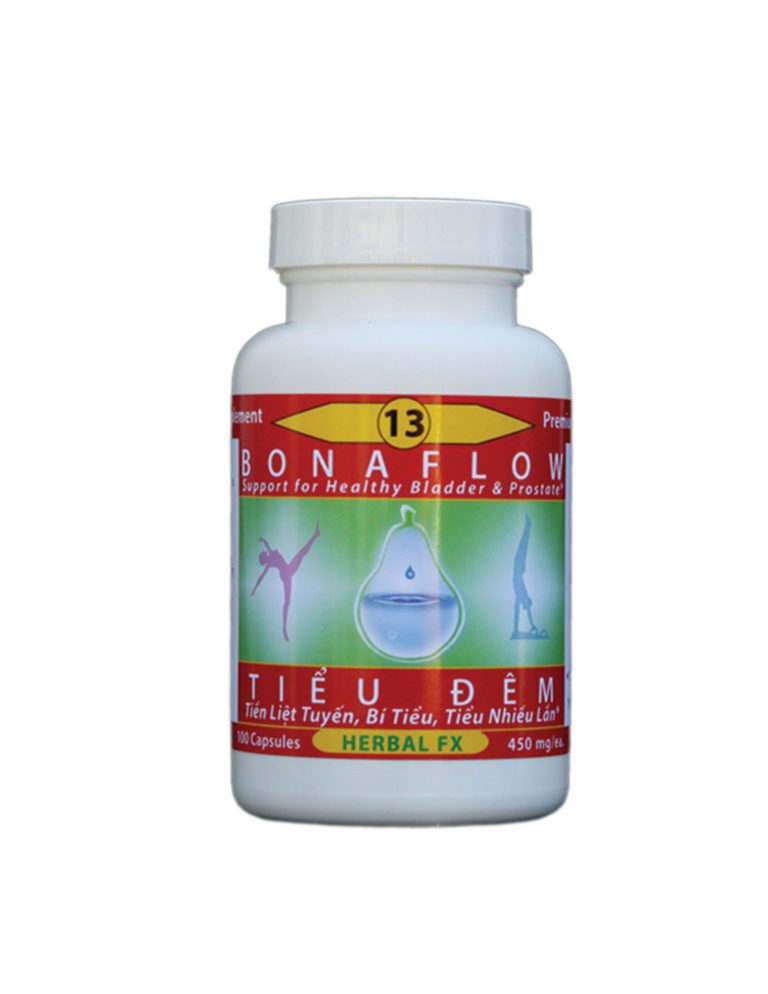 13
BONAFLOW
Support for Healthy Bladder & Prostate*
TIỂU ĐÊM
Tiền Liệt Tuyến, Bí Tiểu, Tiểu Nhiều Lần*
100 Capsules HERBAL FX 450 mg/ea.